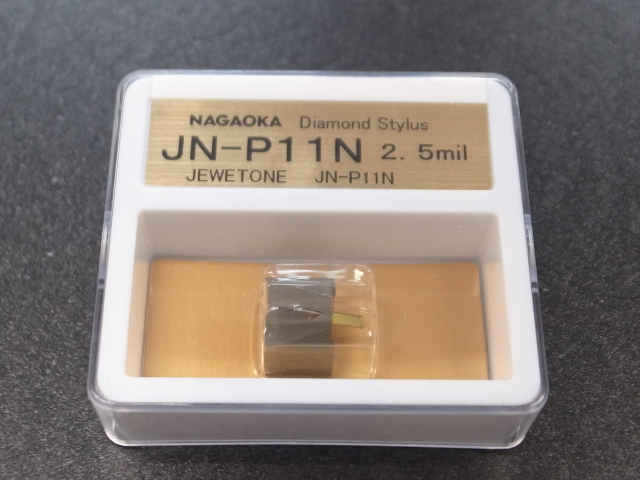 NAGAOKA Diamond Stylus
JN-P11N 2. 5mil
JEWETONE JN-P11N